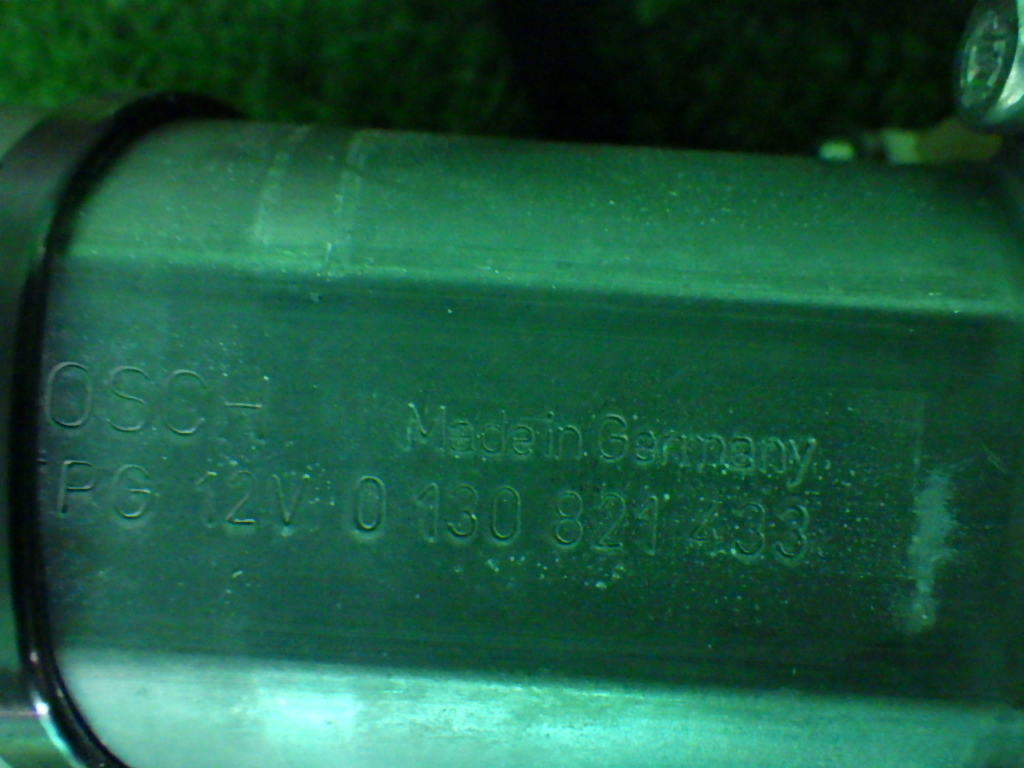 OSCH
Made in Germany
PG 12V 0 130 821 433